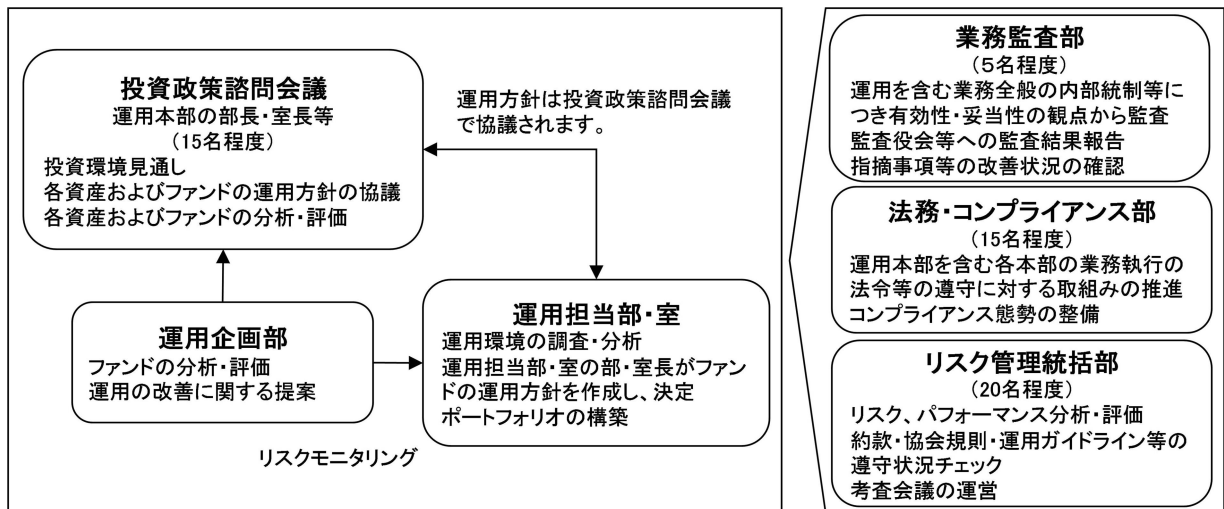 投資政策諮問会議
運用本部の部長・室長等
(15名程度)
投資環境見通し
各資産およびファンドの運用方針の協議
各資産およびファンドの分析・評価
運用方針は投資政策諮問会議
で協議されます。
運用企画部
ファンドの分析・評価
運用の改善に関する提案
運用担当部・室
運用環境の調査・分析
運用担当部・室の部・室長がファン
ドの運用方針を作成し、決定
ポートフォリオの構築
リスクモニタリング
業務監査部
(５名程度)
運用を含む業務全般の内部統制等に
つき有効性・妥当性の観点から監査
監査役会等への監査結果報告
指摘事項等の改善状況の確認
法務・コンプライアンス部
(15名程度)
運用本部を含む各本部の業務執行の
法令等の遵守に対する取組みの推進
コンプライアンス態勢の整備
リスク管理統括部
(20名程度)
リスク、パフォーマンス分析・評価
約款・協会規則・運用ガイドライン等の
遵守状況チェック
考査会議の運営